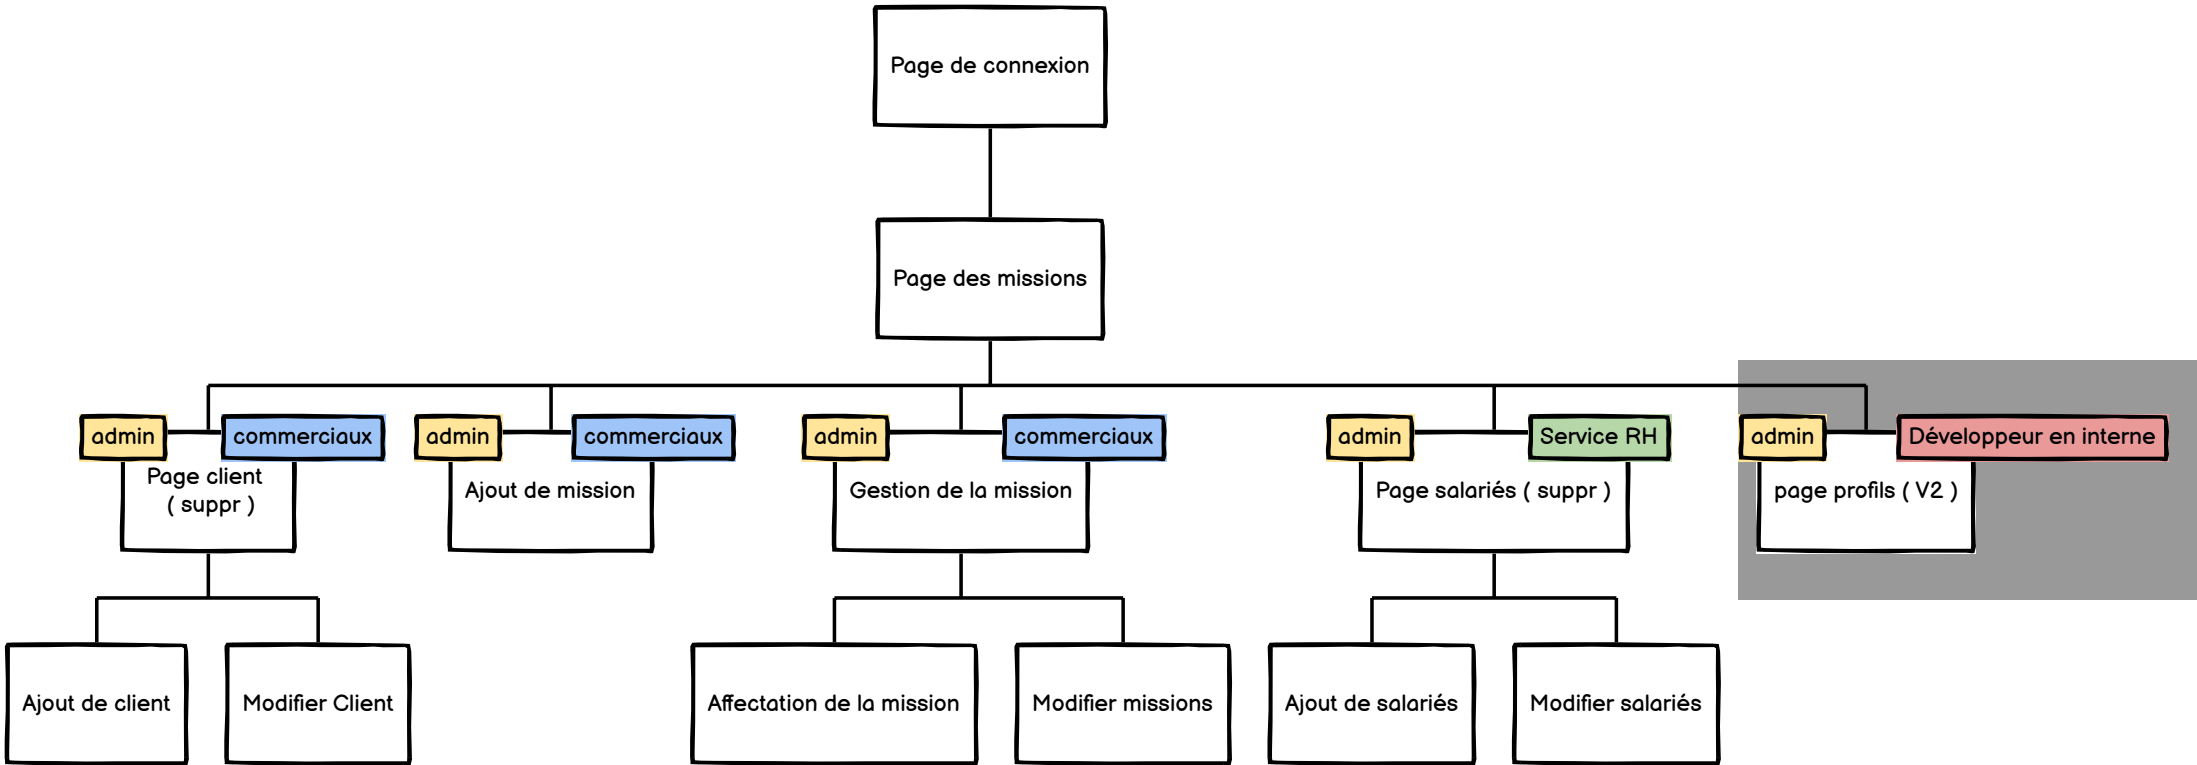 Page de connexion
Page des missions
admin
commerciaux
Page client
( suppr )
admin
commerciaux
Ajout de mission
admin
commerciaux
Gestion de la mission
admin
Service RH
Page salariés ( suppr )
admin
Développeur en interne
page profils ( V2 )
Ajout de client
Modifier Client
Affectation de la mission
Modifier missions
Ajout de salariés
Modifier salariés